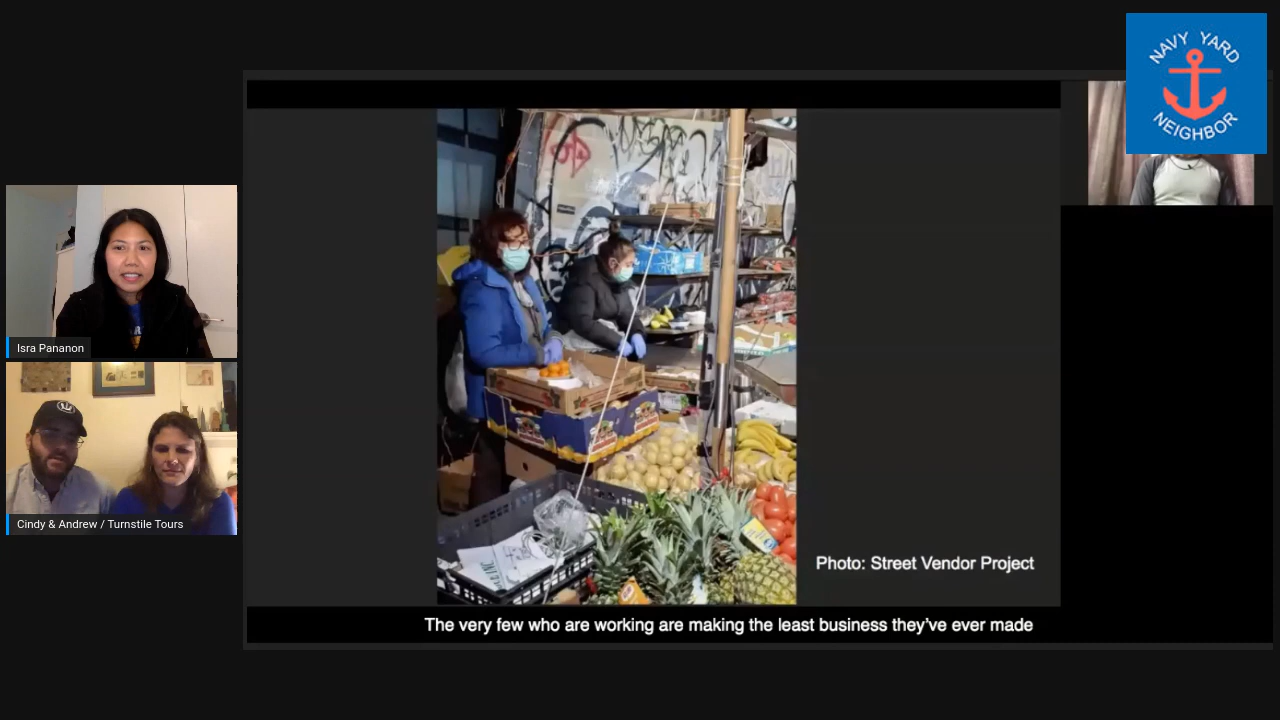 NAVY YARD
NEIGHBOR
Isra Pananon
Cindy & Andrew / Turnstile Tours
Photo: Street Vendor Project
The very few who are working are making the least business they've ever made